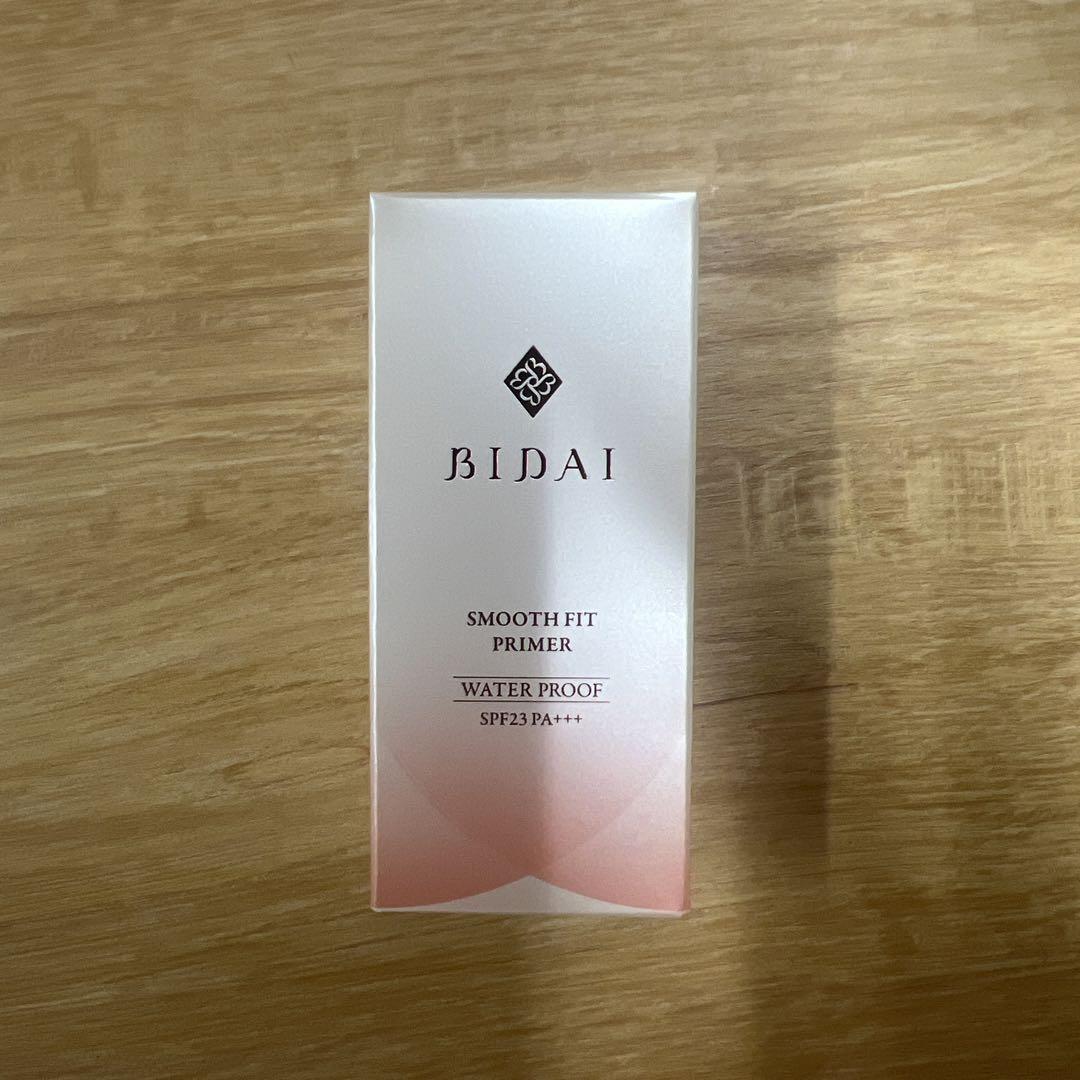 BIDAI
SMOOTH FIT
PRIMER
WATER PROOF
SPF23 PA+++